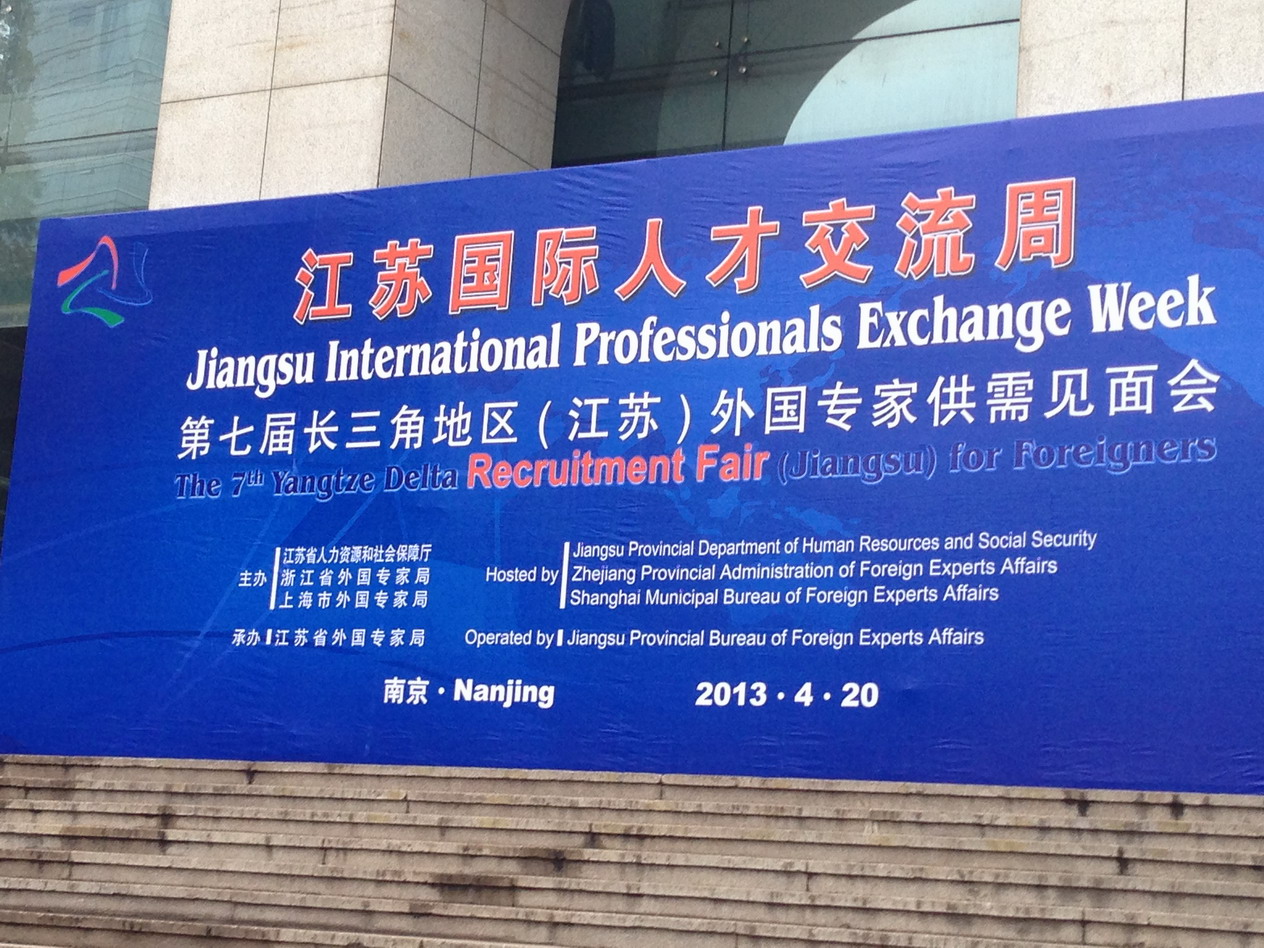 江苏国际人才交流周
Jiangsu International Professionals Exchange Week
第七届长三角地区(江苏)外国专家供需见面会
The 7th Yangtze Delta Recruitment Fair (Jiangsu) for Foreigners
主办
江苏省人力资源和社会保障厅
浙江省外国专家局
上海市外国专家局
Hosted by
Jiangsu Provincial Department of Human Resources and Social Security
Zhejiang Provincial Administration of Foreign Experts Affairs
Shanghai Municipal Bureau of Foreign Experts Affairs
承办 江苏省外国专家局
Operated by Jiangsu Provincial Bureau of Foreign Experts Affairs
南京·Nanjing 2013·4·20